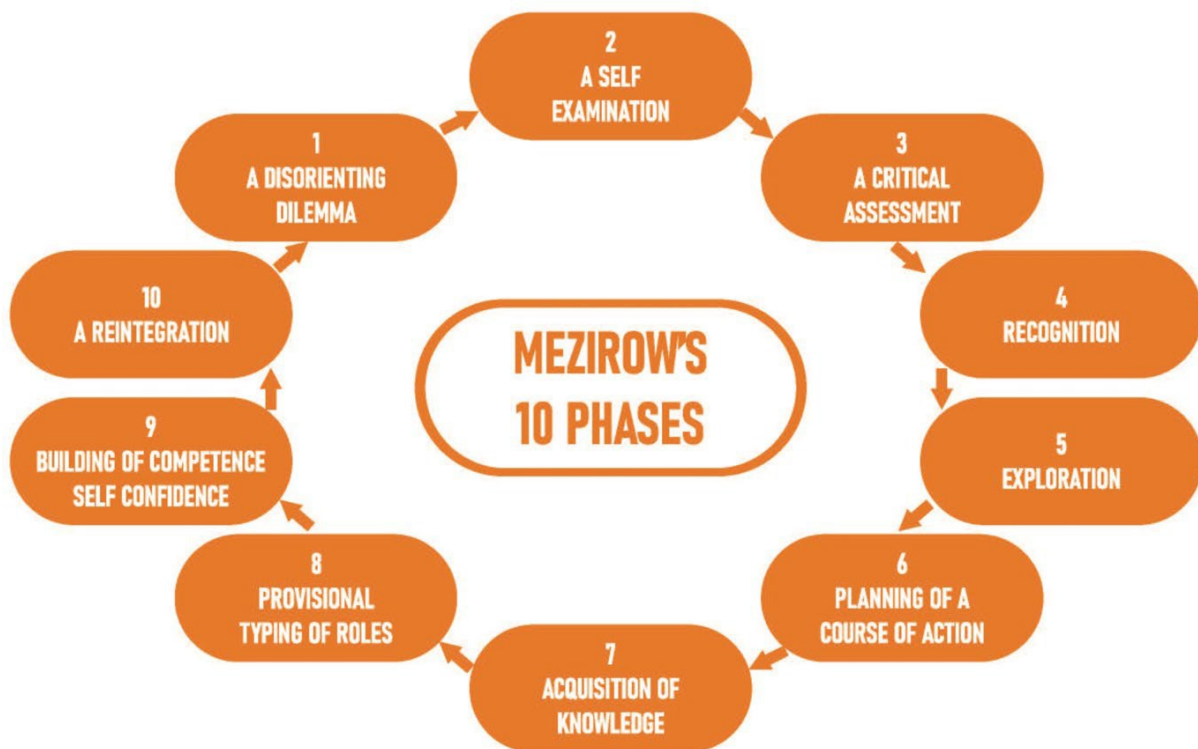 MEZIROW'S
10 PHASES
1
A DISORIENTING
DILEMMA
2
A SELF
EXAMINATION
3
A CRITICAL
ASSESSMENT
4
RECOGNITION
5
EXPLORATION
6
PLANNING OF A
COURSE OF ACTION
7
ACQUISITION OF
KNOWLEDGE
8
PROVISIONAL
TYPING OF ROLES
9
BUILDING OF COMPETENCE
SELF CONFIDENCE
10
A REINTEGRATION